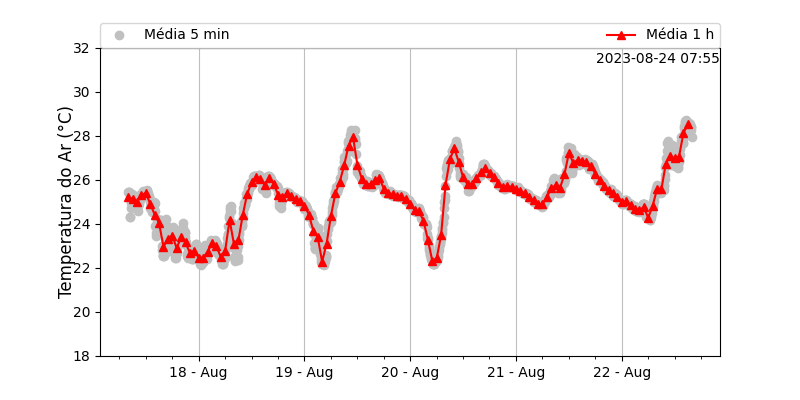 Média 5 min
Média 1 h
2023-08-24 07:55
Temperatura do Ar (°C)
32
30
28
26
24
22
20
18
18 - Aug
19 - Aug
20 - Aug
21 - Aug
22 - Aug